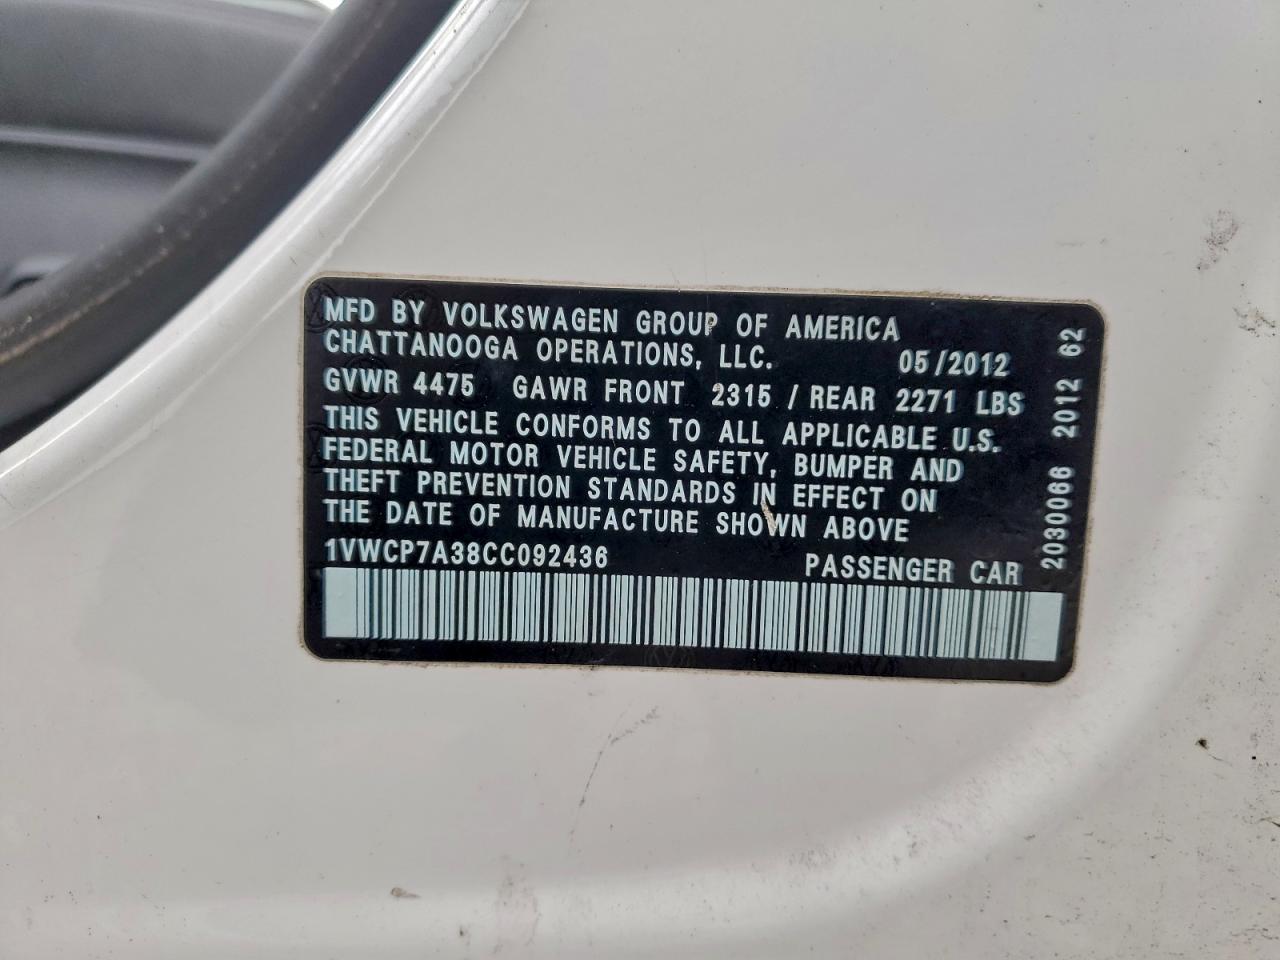 MFD BY VOLKSWAGEN GROUP OF AMERICA
CHATTANOOGA OPERATIONS, LLC. 05/2012
GVWR 4475 GAWR FRONT 2315 / REAR 2271 LBS
THIS VEHICLE CONFORMS TO ALL APPLICABLE U.S.
FEDERAL MOTOR VEHICLE SAFETY, BUMPER AND
THEFT PREVENTION STANDARDS IN EFFECT ON
THE DATE OF MANUFACTURE SHOWN ABOVE
1VWCP7A38CC092436 PASSENGER CAR
2030066 2012 62